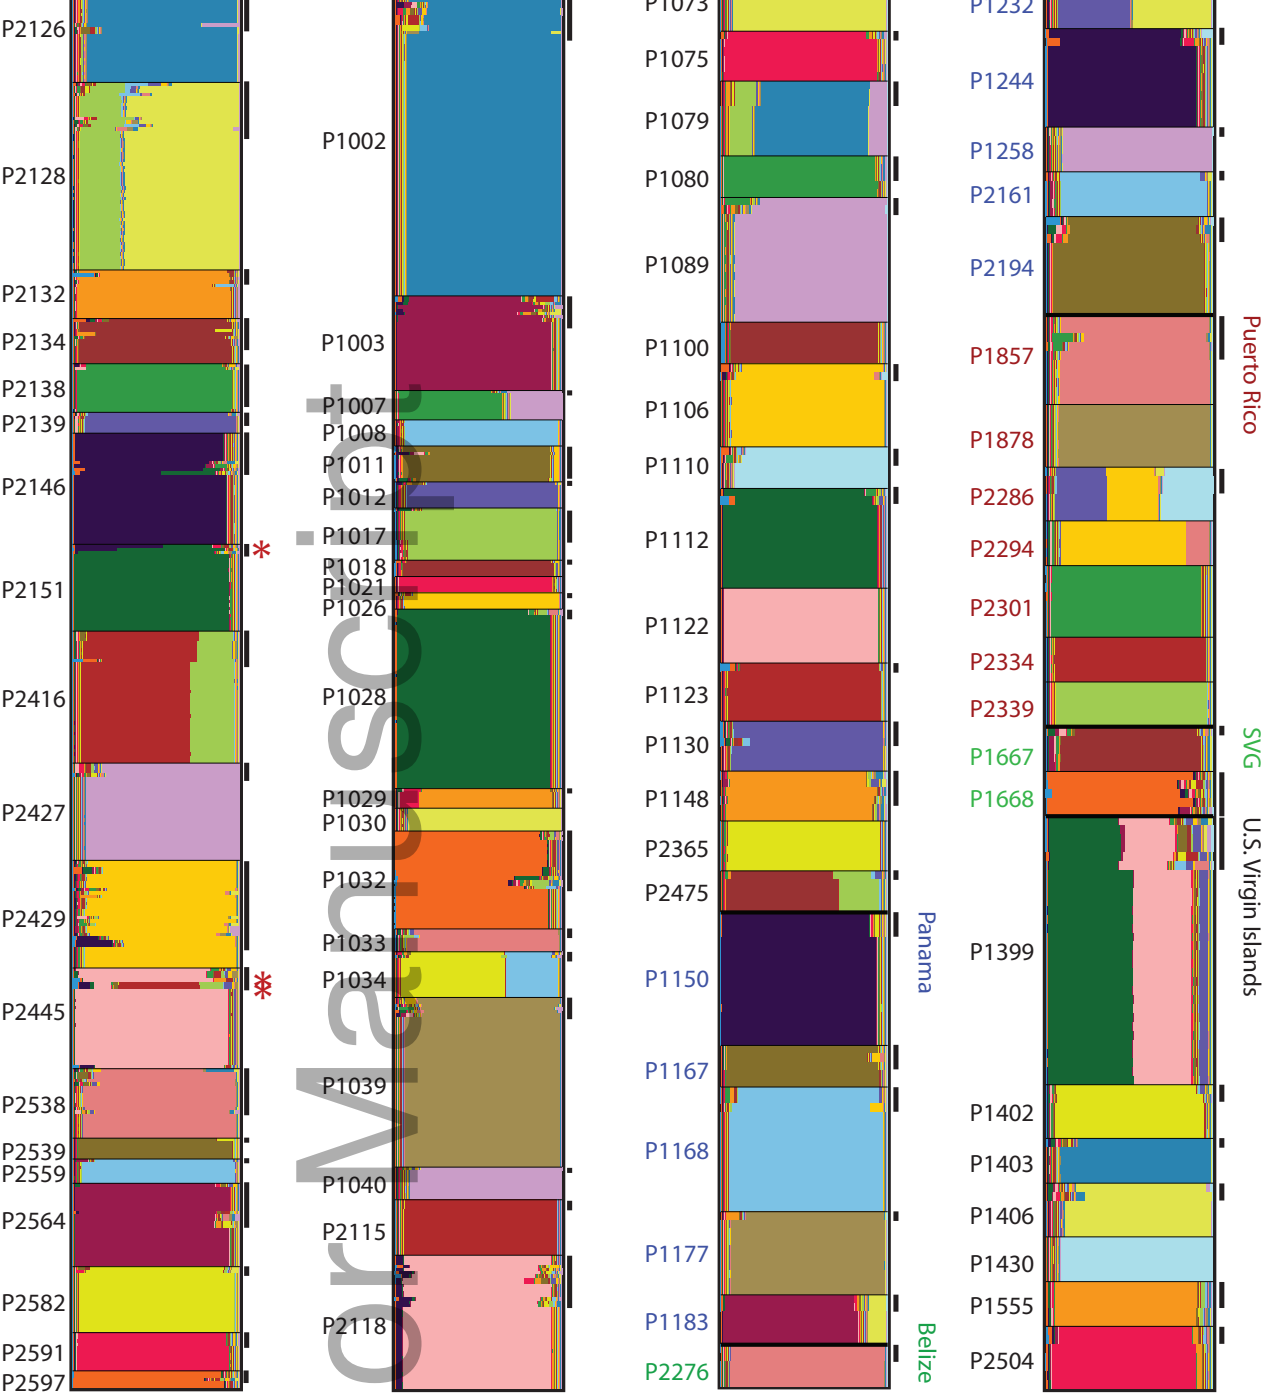 P2126
P2128
P2132
P2134
P2138
P2139
P2146
P2151
*
P2416
P2427
P2429
*
*
P2445
P2538
P2539
P2559
P2564
P2582
P2591
P2597
P1002
P1003
P1007
P1008
P1011
P1012
P1017
P1018
P1021
P1026
P1028
P1029
P1030
P1032
P1033
P1034
P1039
P1040
P2115
P2118
or Manuscript
P1073
P1075
P1079
P1080
P1089
P1100
P1106
P1110
P1112
P1122
P1123
P1130
P1148
P2365
P2475
P1150
P1167
P1168
P1177
P1183
P2276
Panama
Belize
P1232
P1244
P1258
P2161
P2194
P1857
P1878
P2286
P2294
P2301
P2334
P2339
P1667
P1668
P1399
P1402
P1403
P1406
P1430
P1555
P2504
Puerto Rico
SVG
U.S. Virgin Islands